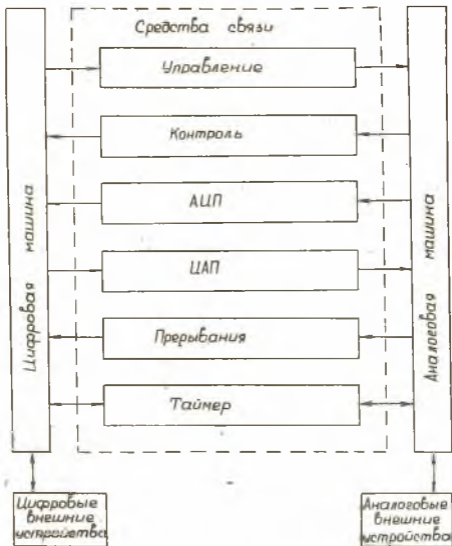 Средства связи
Управление
Контроль
АЦП
ЦАП
Прерывания
Таймер
Цифровая машина
Аналоговая машина
Цифровые
внешние
устройства
Аналоговые
внешние
устройства